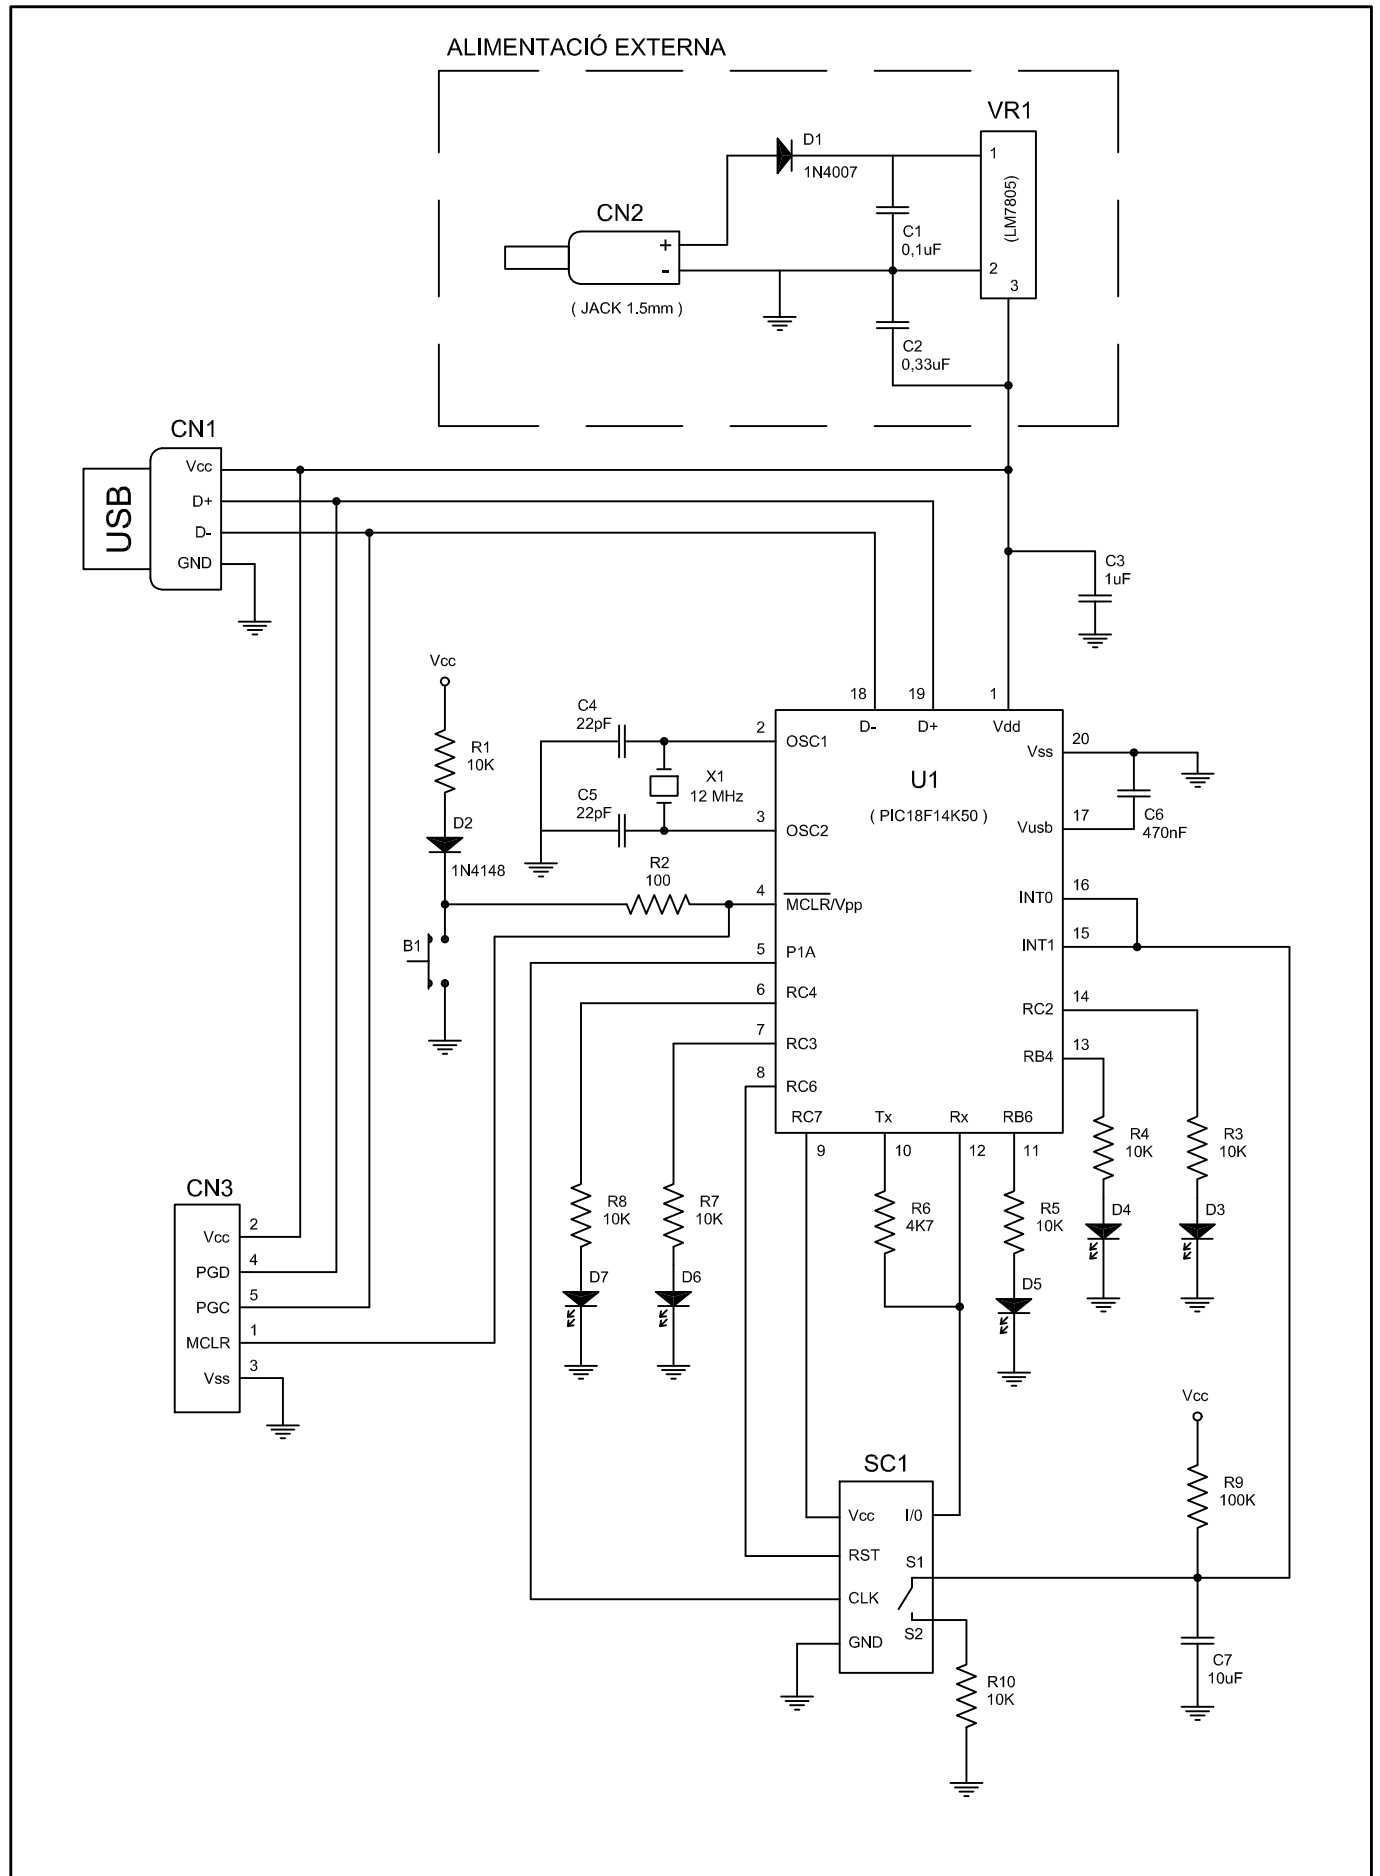 ALIMENTACIÓ EXTERNA
VR1
D1
1N4007
1
(LM7805)
CN2
C1
0,1uF
+
-
2
3
( JACK 1.5mm )
C2
0,33uF
CN1
USB
Vcc
D+
D-
GND
C3
1uF
Vcc
R1
10K
D2
1N4148
C4
22pF
X1
12 MHz
C5
22pF
R2
100
B1
18
19
1
D-
D+
Vdd
2
OSC1
Vss
20
U1
( PIC18F14K50 )
3
OSC2
Vusb
17
C6
470nF
4
MCLR/Vpp
INT0
16
5
P1A
INT1
15
6
RC4
RC2
14
7
RC3
RB4
13
8
RC6
RC7
Tx
Rx
RB6
9
10
12
11
R4
10K
R3
10K
R8
10K
R7
10K
R6
4K7
R5
10K
D4
D3
D7
D6
D5
CN3
Vcc
2
PGD
4
PGC
5
MCLR
1
Vss
3
Vcc
R9
100K
SC1
Vcc
I/0
RST
S1
CLK
S2
GND
R10
10K
C7
10uF